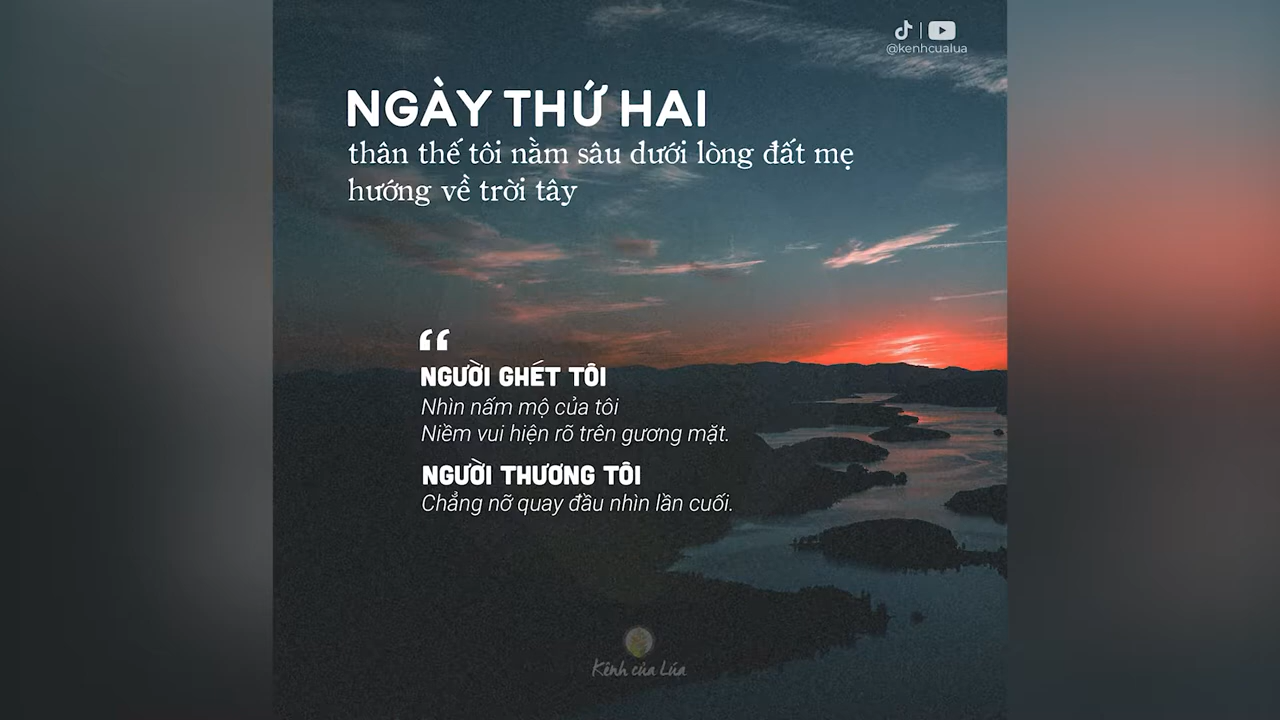 @kenhcualua
NGÀY THỨ HAI
thân thế tôi nằm sâu dưới lòng đất mẹ
hướng về trời tây
“
NGƯỜI GHÉT TÔI
Nhìn nấm mộ của tôi
Niềm vui hiện rõ trên gương mặt.
NGƯỜI THƯƠNG TÔI
Chẳng nỡ quay đầu nhìn lần cuối.
Kênh của Lúa